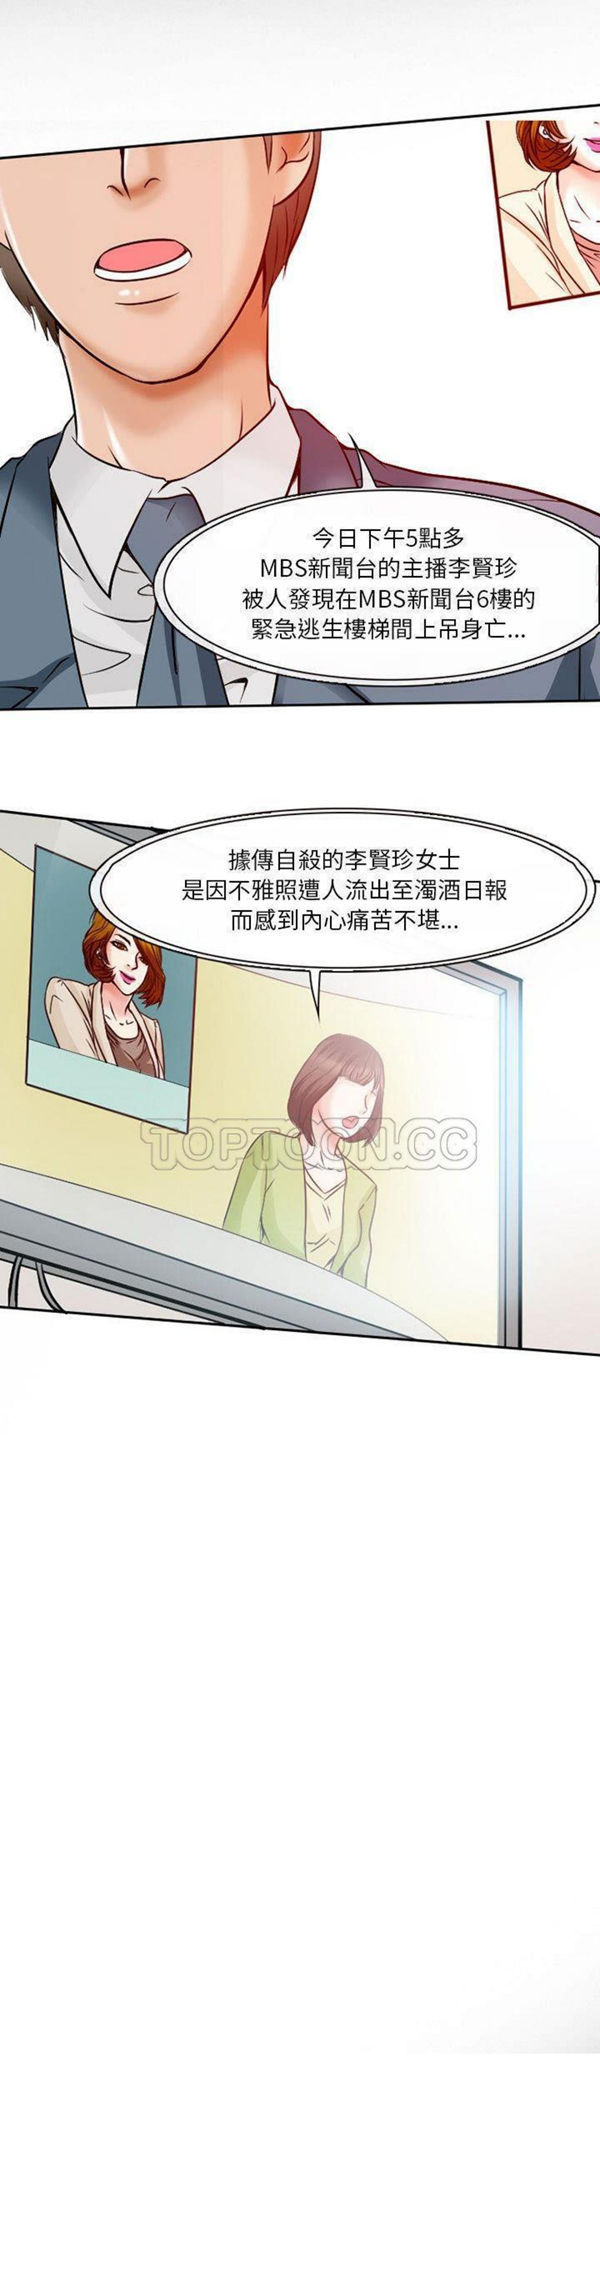 今日下午5點多
MBS新聞台的主播李賢珍
被人發現在MBS新聞台6樓的
緊急逃生樓梯間上吊身亡...
據傳自殺的李賢珍女士
是因不雅照遭人流出至濁酒日報
而感到內心痛苦不堪...
TOPTOON.CC
TOPTOON.CC